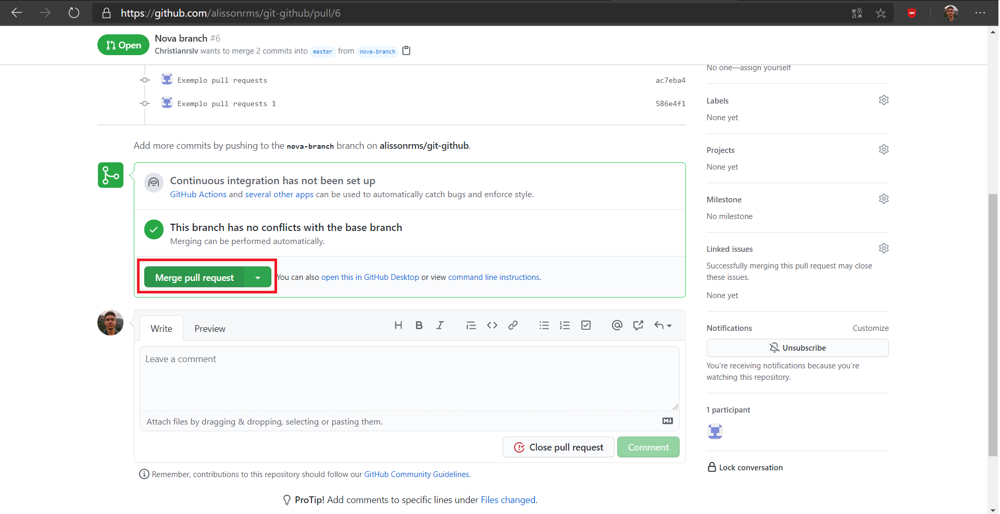 https://github.com/alissonrms/git-github/pull/6
ADS
Open
Nova branch #6
Christianrslv wants to merge 2 commits into master from nova-branch
No one—assign yourself
Exemplo pull requests ac7eba4
Exemplo pull requests 1 586e4f1
Labels
None yet
Add more commits by pushing to the nova-branch branch on alissonrms/git-github.
Projects
None yet
Continuous integration has not been set up
GitHub Actions and several other apps can be used to automatically catch bugs and enforce style.
Milestone
No milestone
This branch has no conflicts with the base branch
Merging can be performed automatically.
Linked issues
Successfully merging this pull request may close
these issues.
None yet
Merge pull request
You can also open this in GitHub Desktop or view command line instructions.
Write
Preview
H B I
Notifications
Customize
Unsubscribe
You're receiving notifications because you're
watching this repository.
Leave a comment
Attach files by dragging & dropping, selecting or pasting them.
1 participant
Close pull request
Comment
Lock conversation
Remember, contributions to this repository should follow our GitHub Community Guidelines.
ProTip! Add comments to specific lines under Files changed.